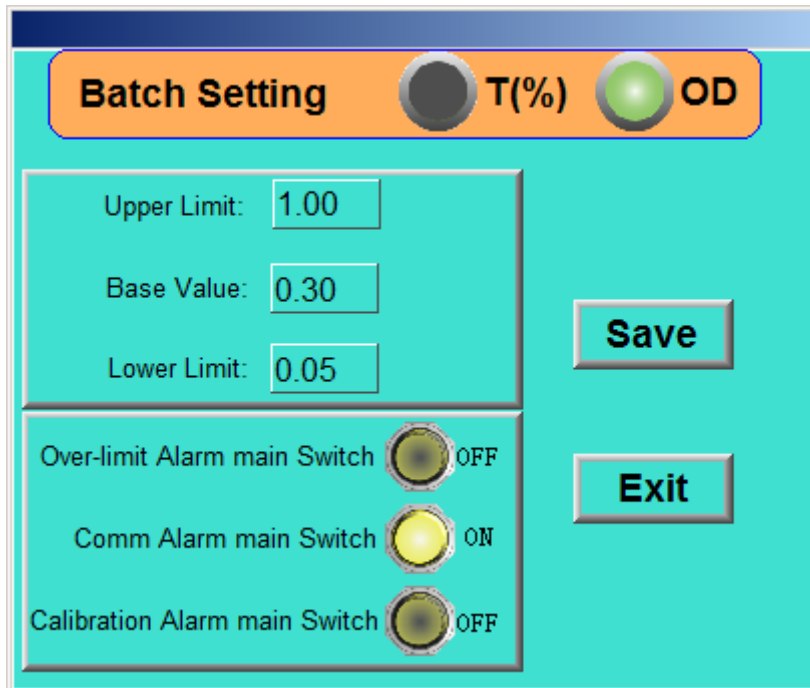 Batch Setting T(%) OD
Upper Limit: 1.00
Base Value: 0.30
Lower Limit: 0.05
Save
Over-limit Alarm main Switch OFF
Comm Alarm main Switch ON
Exit
Calibration Alarm main Switch OFF